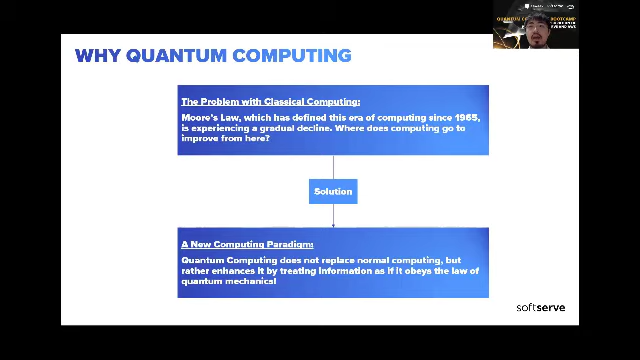 QUANTUM COMPUTING BOOTCAMP
WHY QUANTUM COMPUTING
The Problem with Classical Computing:
Moore's Law, which has defined this era of computing since 1965,
is experiencing a gradual decline. Where does computing go to
improve from here?
Solution
A New Computing Paradigm:
Quantum Computing does not replace normal computing, but
rather enhances it by treating information as if it obeys the law of
quantum mechanics!
softserve